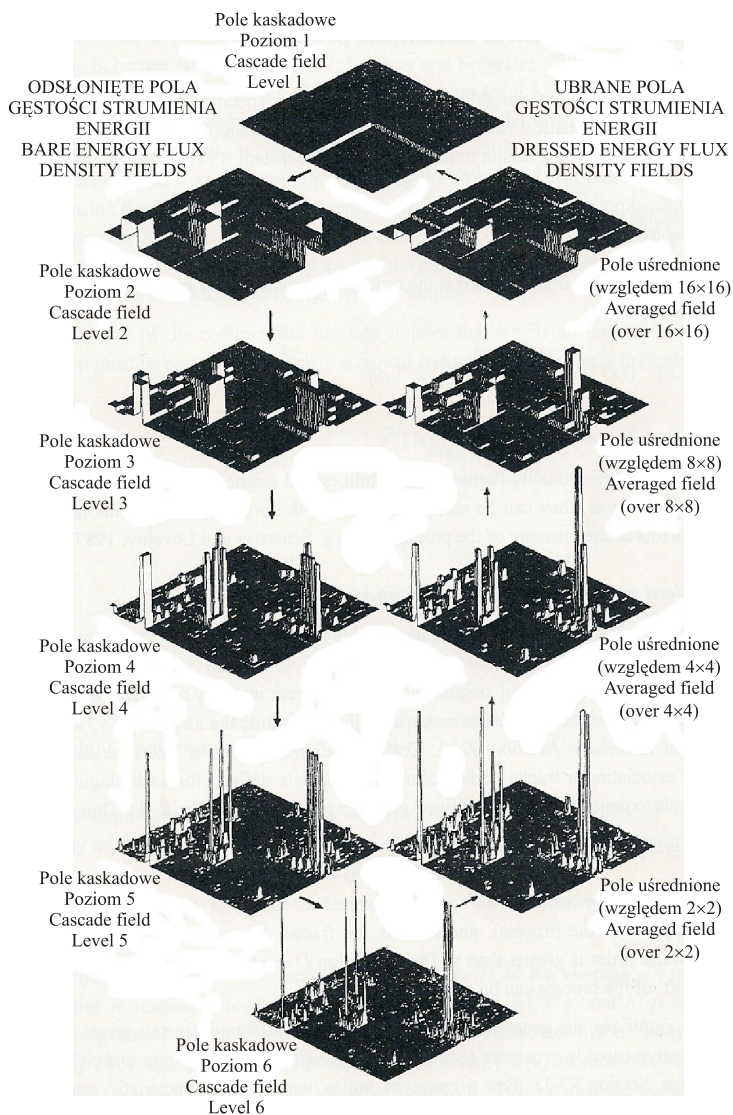 Pole kaskadowe
Poziom 1
Cascade field
Level 1
ODSŁONIĘTE POLA
GĘSTOŚCI STRUMIENIA
ENERGII
BARE ENERGY FLUX
DENSITY FIELDS
UBRANE POLA
GĘSTOŚCI STRUMIENIA
ENERGII
DRESSED ENERGY FLUX
DENSITY FIELDS
Pole kaskadowe
Poziom 2
Cascade field
Level 2
Pole uśrednione
(względem 16×16)
Averaged field
(over 16×16)
Pole kaskadowe
Poziom 3
Cascade field
Level 3
Pole uśrednione
(względem 8×8)
Averaged field
(over 8×8)
Pole kaskadowe
Poziom 4
Cascade field
Level 4
Pole uśrednione
(względem 4×4)
Averaged field
(over 4×4)
Pole kaskadowe
Poziom 5
Cascade field
Level 5
Pole uśrednione
(względem 2×2)
Averaged field
(over 2×2)
Pole kaskadowe
Poziom 6
Cascade field
Level 6